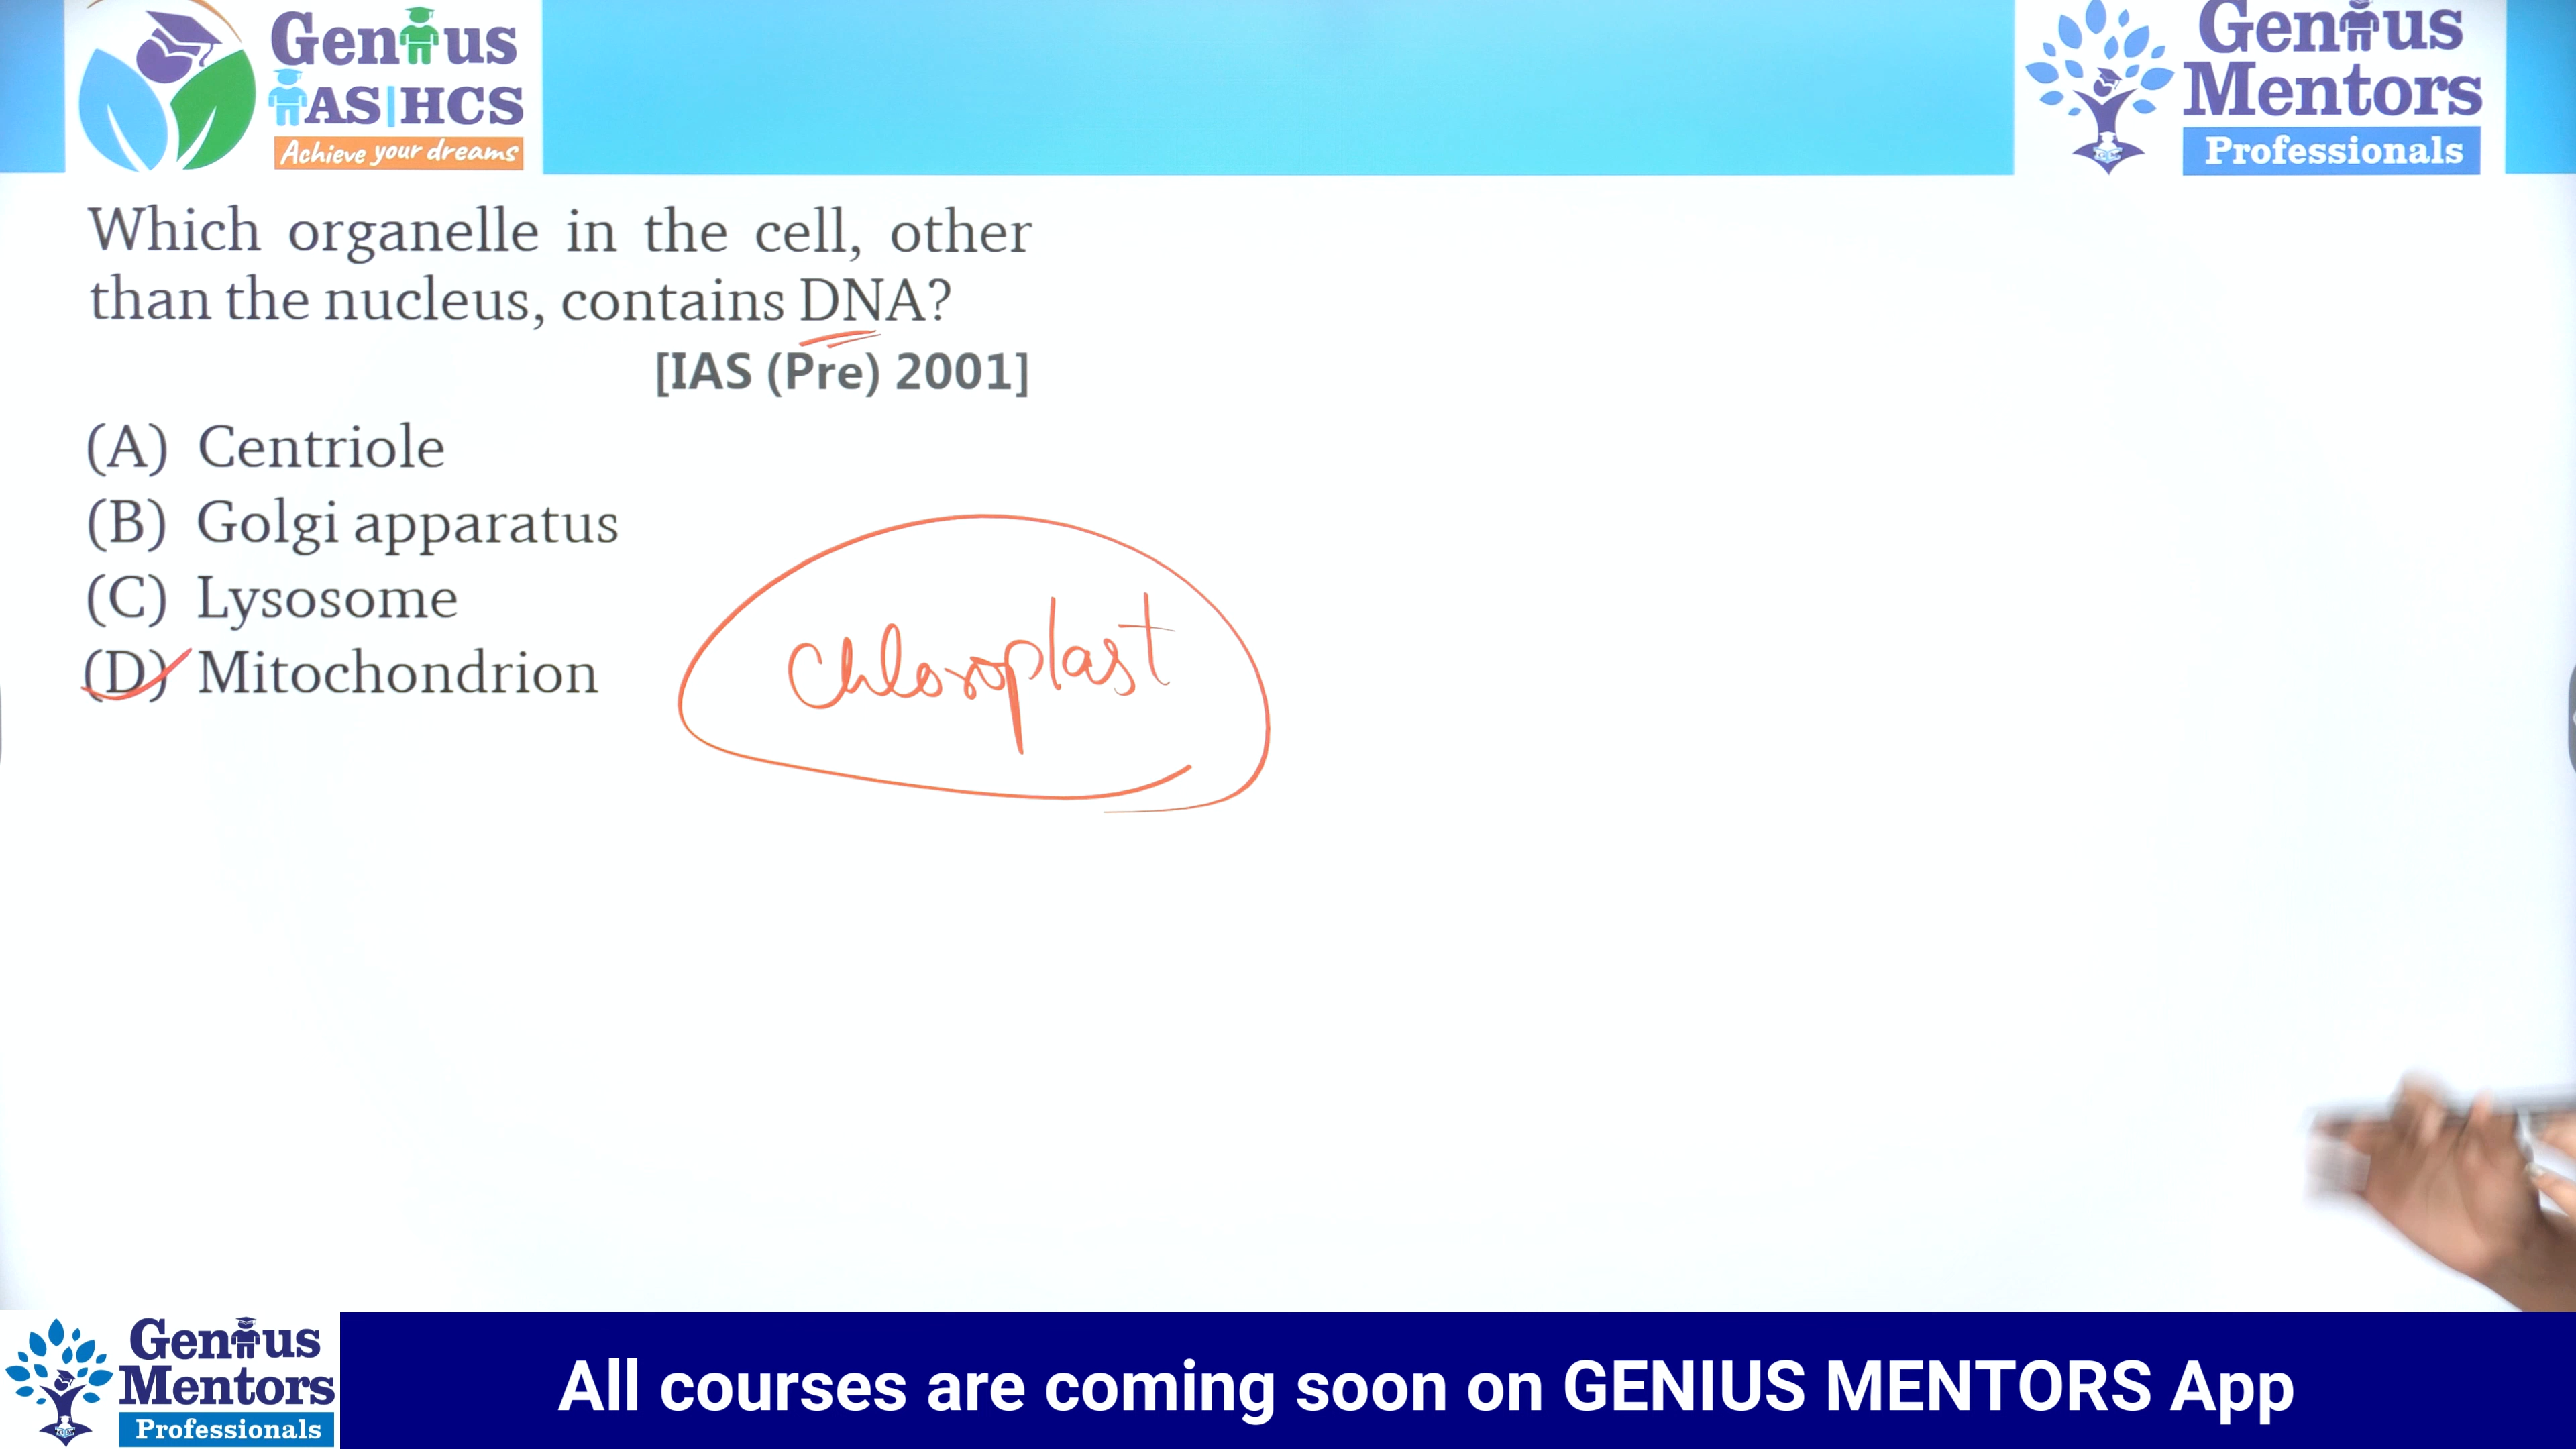 Genius
IAS|HCS
Achieve your dreams
Genius
Mentors
Professionals
Which organelle in the cell, other
than the nucleus, contains DNA?
[IAS (Pre) 2001]
(A) Centriole
(B) Golgi apparatus
(C) Lysosome
(D) Mitochondrion
Chloroplast
Genius
Mentors
Professionals
All courses are coming soon on GENIUS MENTORS App